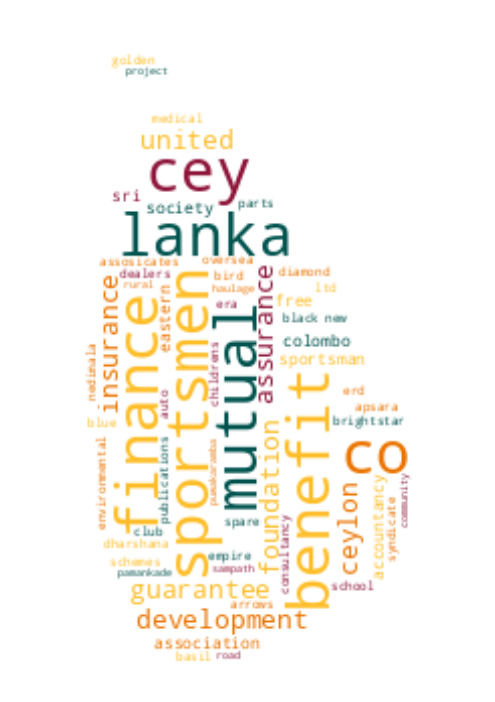 golden
project
medical
united
cey
sri
parts
society
lanka
assosicates
oversea
dealers
bird
diamond
rural
haulage
ltd
insurance
finance
eastern
sportsmen
era
mutual
assurance
free
black new
colombo
sportsman
nedimala
childrens
auto
erd
apsara
blue
brightstar
benefit
co
environmental
publications
foundation
ceylon
accountancy
community
syndicate
spare
club
consultancy
dharshana
empire
schemes
sampath
pamankade
school
guarantee
arrows
development
association
basil
road